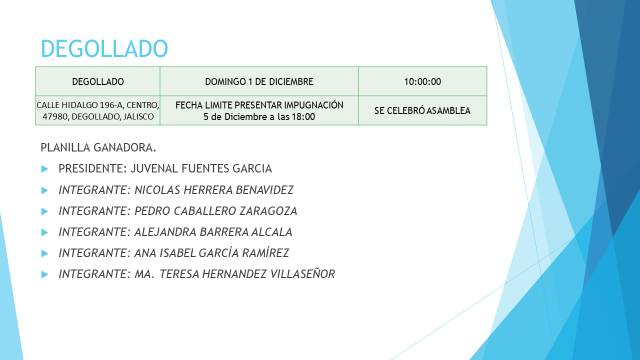 DEGOLLADO
DEGOLLADO DOMINGO 1 DE DICIEMBRE 10:00:00
CALLE HIDALGO 196-A, CENTRO,
47980, DEGOLLADO, JALISCO
FECHA LIMITE PRESENTAR IMPUGNACIÓN
5 de Diciembre a las 18:00
SE CELEBRÓ ASAMBLEA
PLANILLA GANADORA.
PRESIDENTE: JUVENAL FUENTES GARCIA
INTEGRANTE: NICOLAS HERRERA BENAVIDEZ
INTEGRANTE: PEDRO CABALLERO ZARAGOZA
INTEGRANTE: ALEJANDRA BARRERA ALCALA
INTEGRANTE: ANA ISABEL GARCÍA RAMÍREZ
INTEGRANTE: MA. TERESA HERNANDEZ VILLASEÑOR